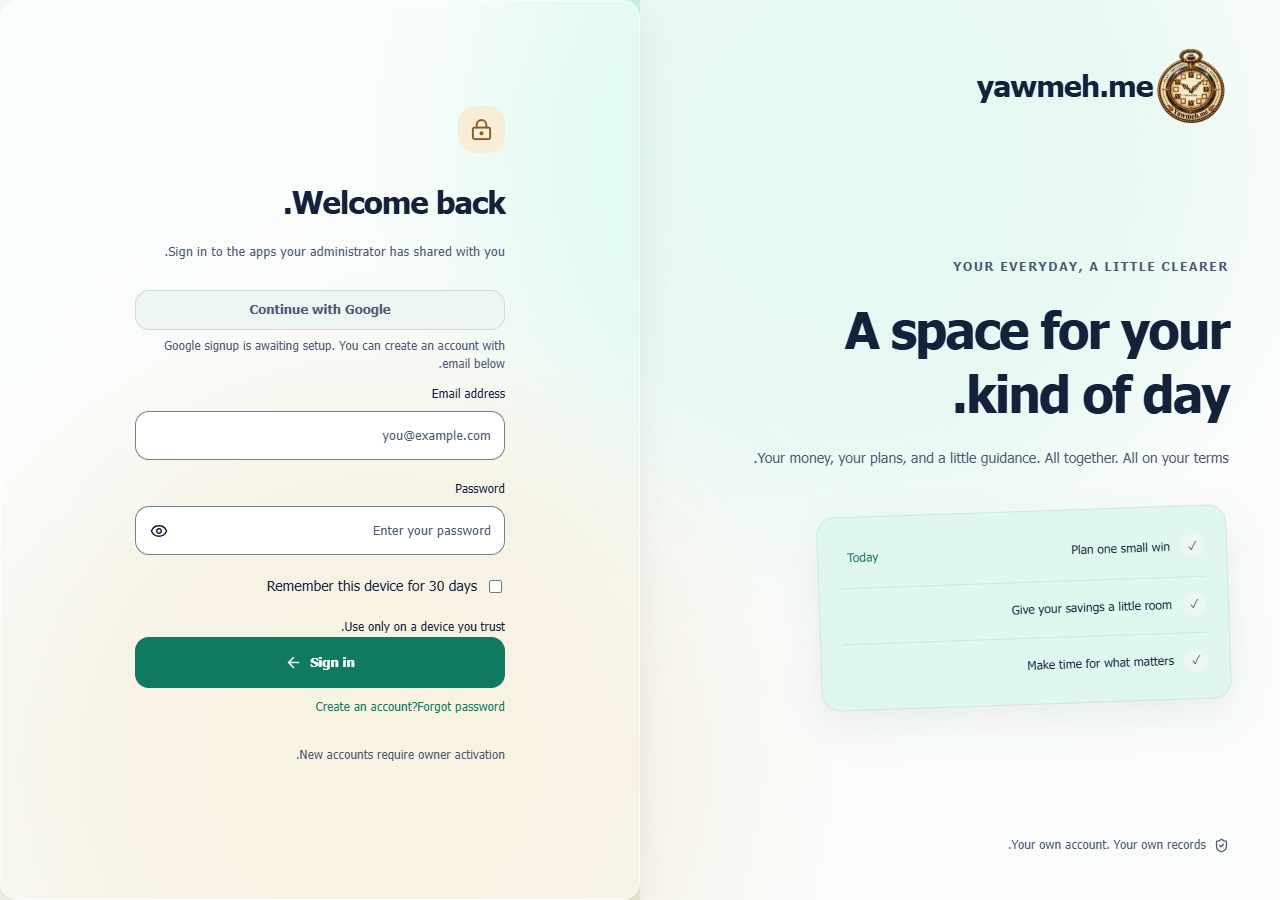 yawmeh.me
YOUR EVERYDAY, A LITTLE CLEARER
A space for your
.kind of day
.Your money, your plans, and a little guidance. All together. All on your terms
✓ Plan one small win
Today
✓ Give your savings a little room
✓ Make time for what matters
.Your own account. Your own records
.Welcome back
.Sign in to the apps your administrator has shared with you
Continue with Google
Google signup is awaiting setup. You can create an account with
.email below
Email address
you@example.com
Password
Enter your password
Remember this device for 30 days
.Use only on a device you trust
Sign in
Create an account?Forgot password
.New accounts require owner activation